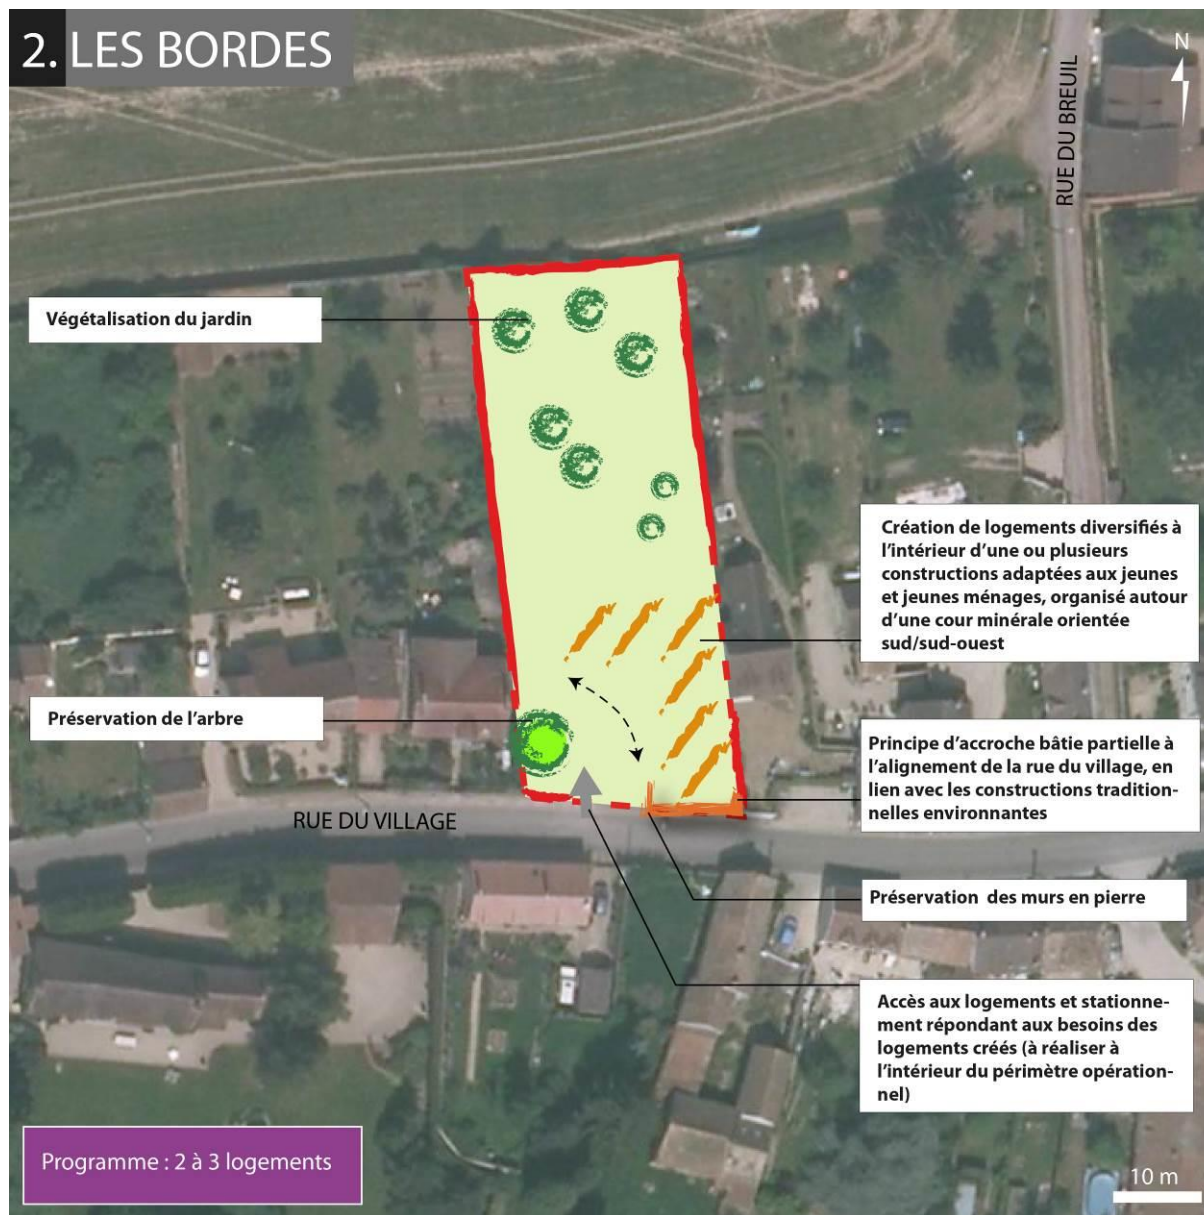 2. LES BORDES
N
RUE DU BREUIL
Végétalisation du jardin
Création de logements diversifiés à
l'intérieur d'une ou plusieurs
constructions adaptées aux jeunes
et jeunes ménages, organisé autour
d'une cour minérale orientée
sud/sud-ouest
Préservation de l'arbre
Principe d'accroche bâtie partielle à
l'alignement de la rue du village, en
lien avec les constructions tradition-
nelles environnantes
RUE DU VILLAGE
Préservation  des murs en pierre
Accès aux logements et stationne-
ment répondant aux besoins des
logements créés (à réaliser à
l'intérieur du périmètre opération-
nel)
Programme : 2 à 3 logements
10 m